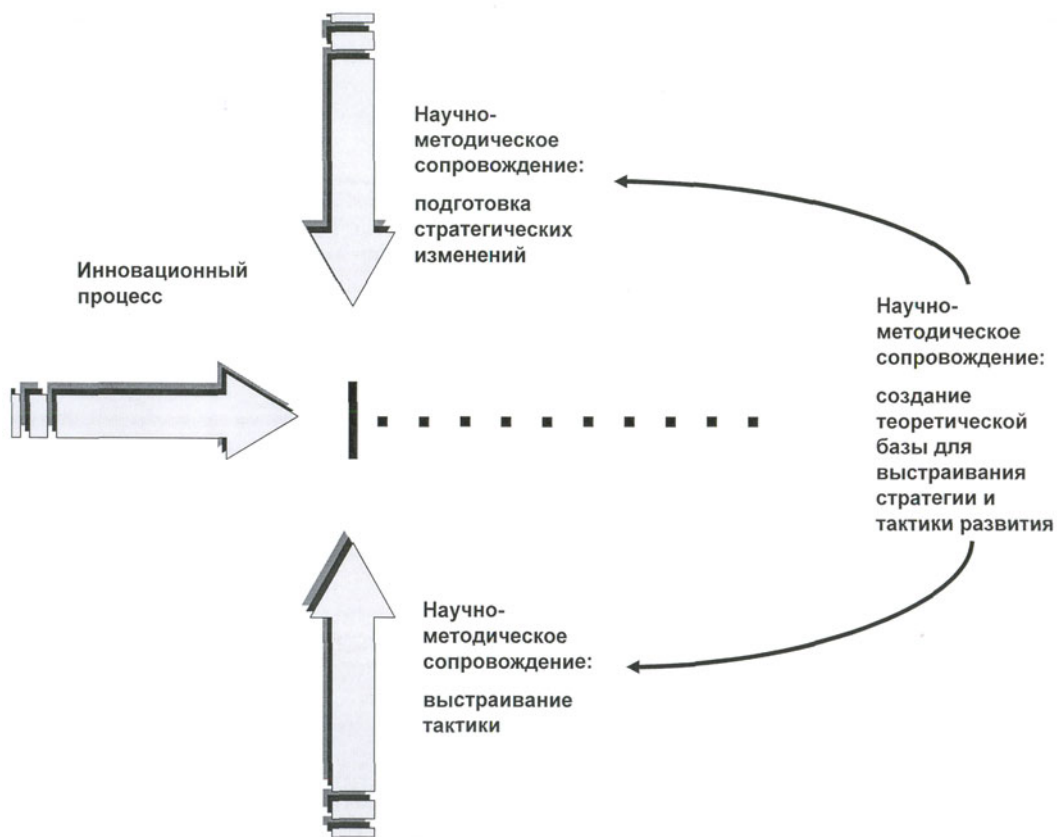 Научно-
методическое
сопровождение:
подготовка
стратегических
изменений
Инновационный
процесс
Научно-
методическое
сопровождение:
создание
теоретической
базы для
выстраивания
стратегии и
тактики развития
Научно-
методическое
сопровождение:
выстраивание
тактики